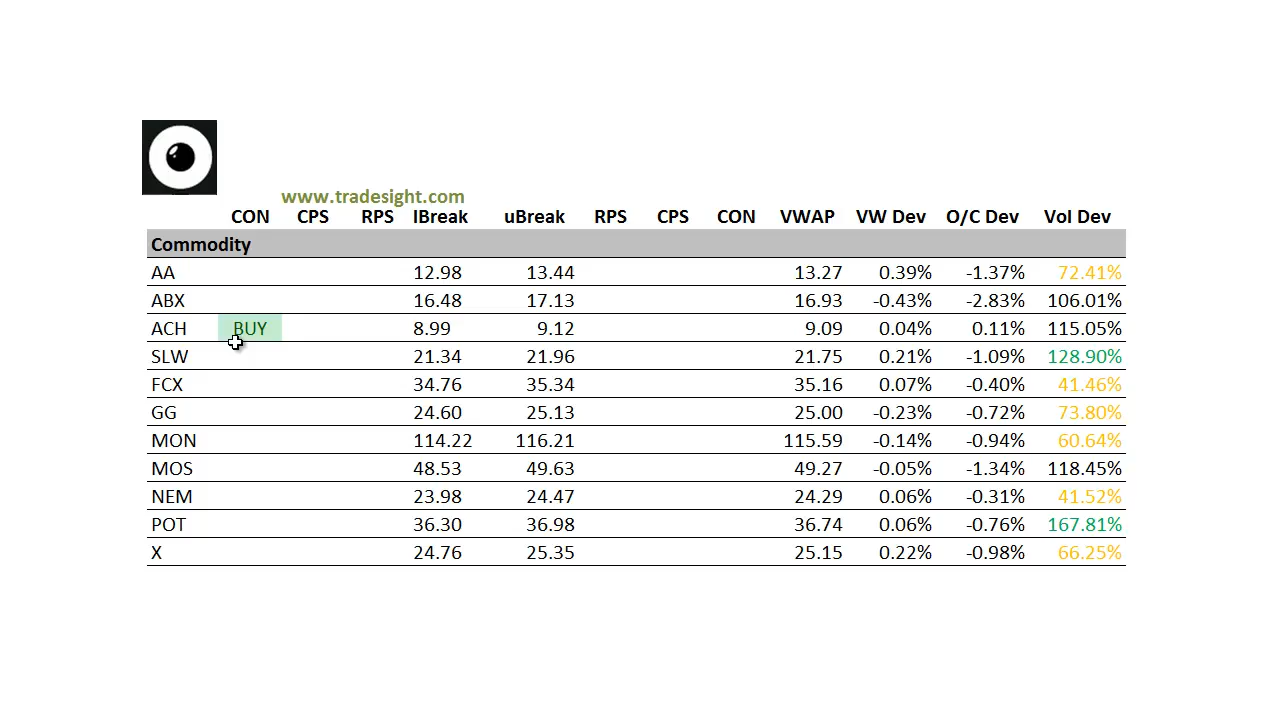 www.tradesight.com
CON CPS RPS lBreak uBreak RPS CPS CON VWAP VW Dev O/C Dev Vol Dev
Commodity
AA 12.98 13.44 13.27 0.39% -1.37% 72.41%
ABX 16.48 17.13 16.93 -0.43% -2.83% 106.01%
ACH BUY 8.99 9.12 9.09 0.04% 0.11% 115.05%
SLW 21.34 21.96 21.75 0.21% -1.09% 128.90%
FCX 34.76 35.34 35.16 0.07% -0.40% 41.46%
GG 24.60 25.13 25.00 -0.23% -0.72% 73.80%
MON 114.22 116.21 115.59 -0.14% -0.94% 60.64%
MOS 48.53 49.63 49.27 -0.05% -1.34% 118.45%
NEM 23.98 24.47 24.29 0.06% -0.31% 41.52%
POT 36.30 36.98 36.74 0.06% -0.76% 167.81%
X 24.76 25.35 25.15 0.22% -0.98% 66.25%